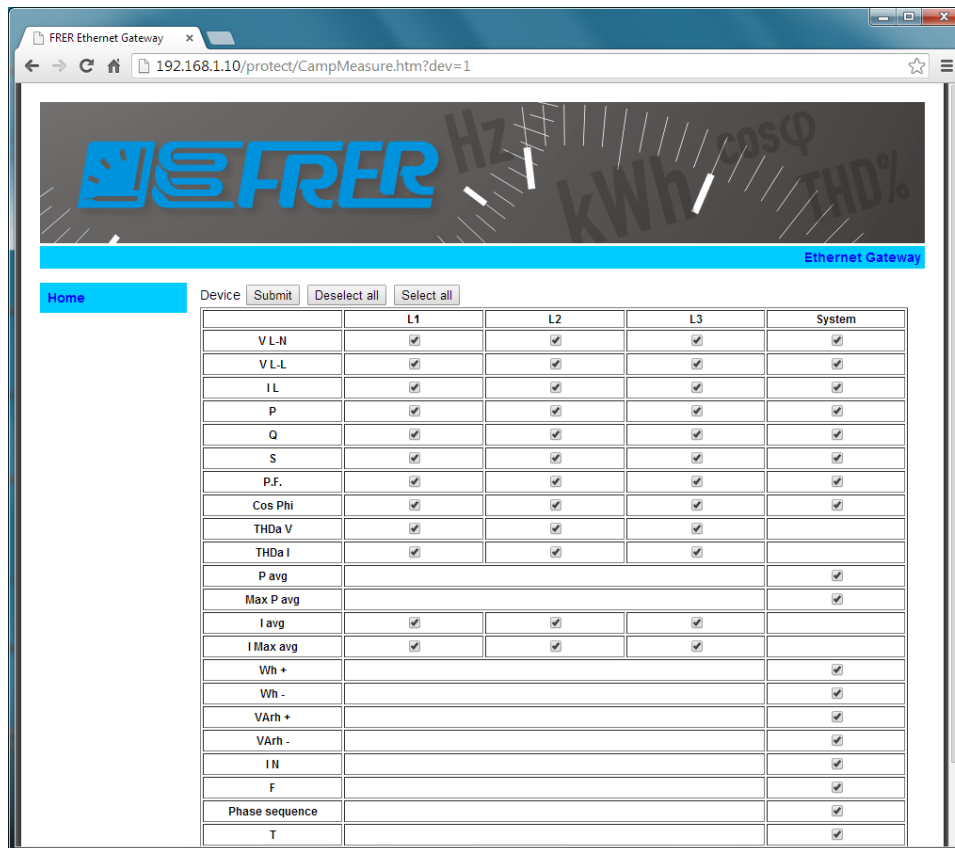 FRER Ethernet Gateway
192.168.1.10/protect/CampMeasure.htm?dev=1
FRER
Hz
kWh
cosφ
THD%
Ethernet Gateway
Home
Device Submit Deselect all Select all
L1 L2 L3 System
V L-N
V L-L
I L
P
Q
S
P.F.
Cos Phi
THDa V
THDa I
P avg
Max P avg
I avg
I Max avg
Wh +
Wh -
VArh +
VArh -
I N
F
Phase sequence
T